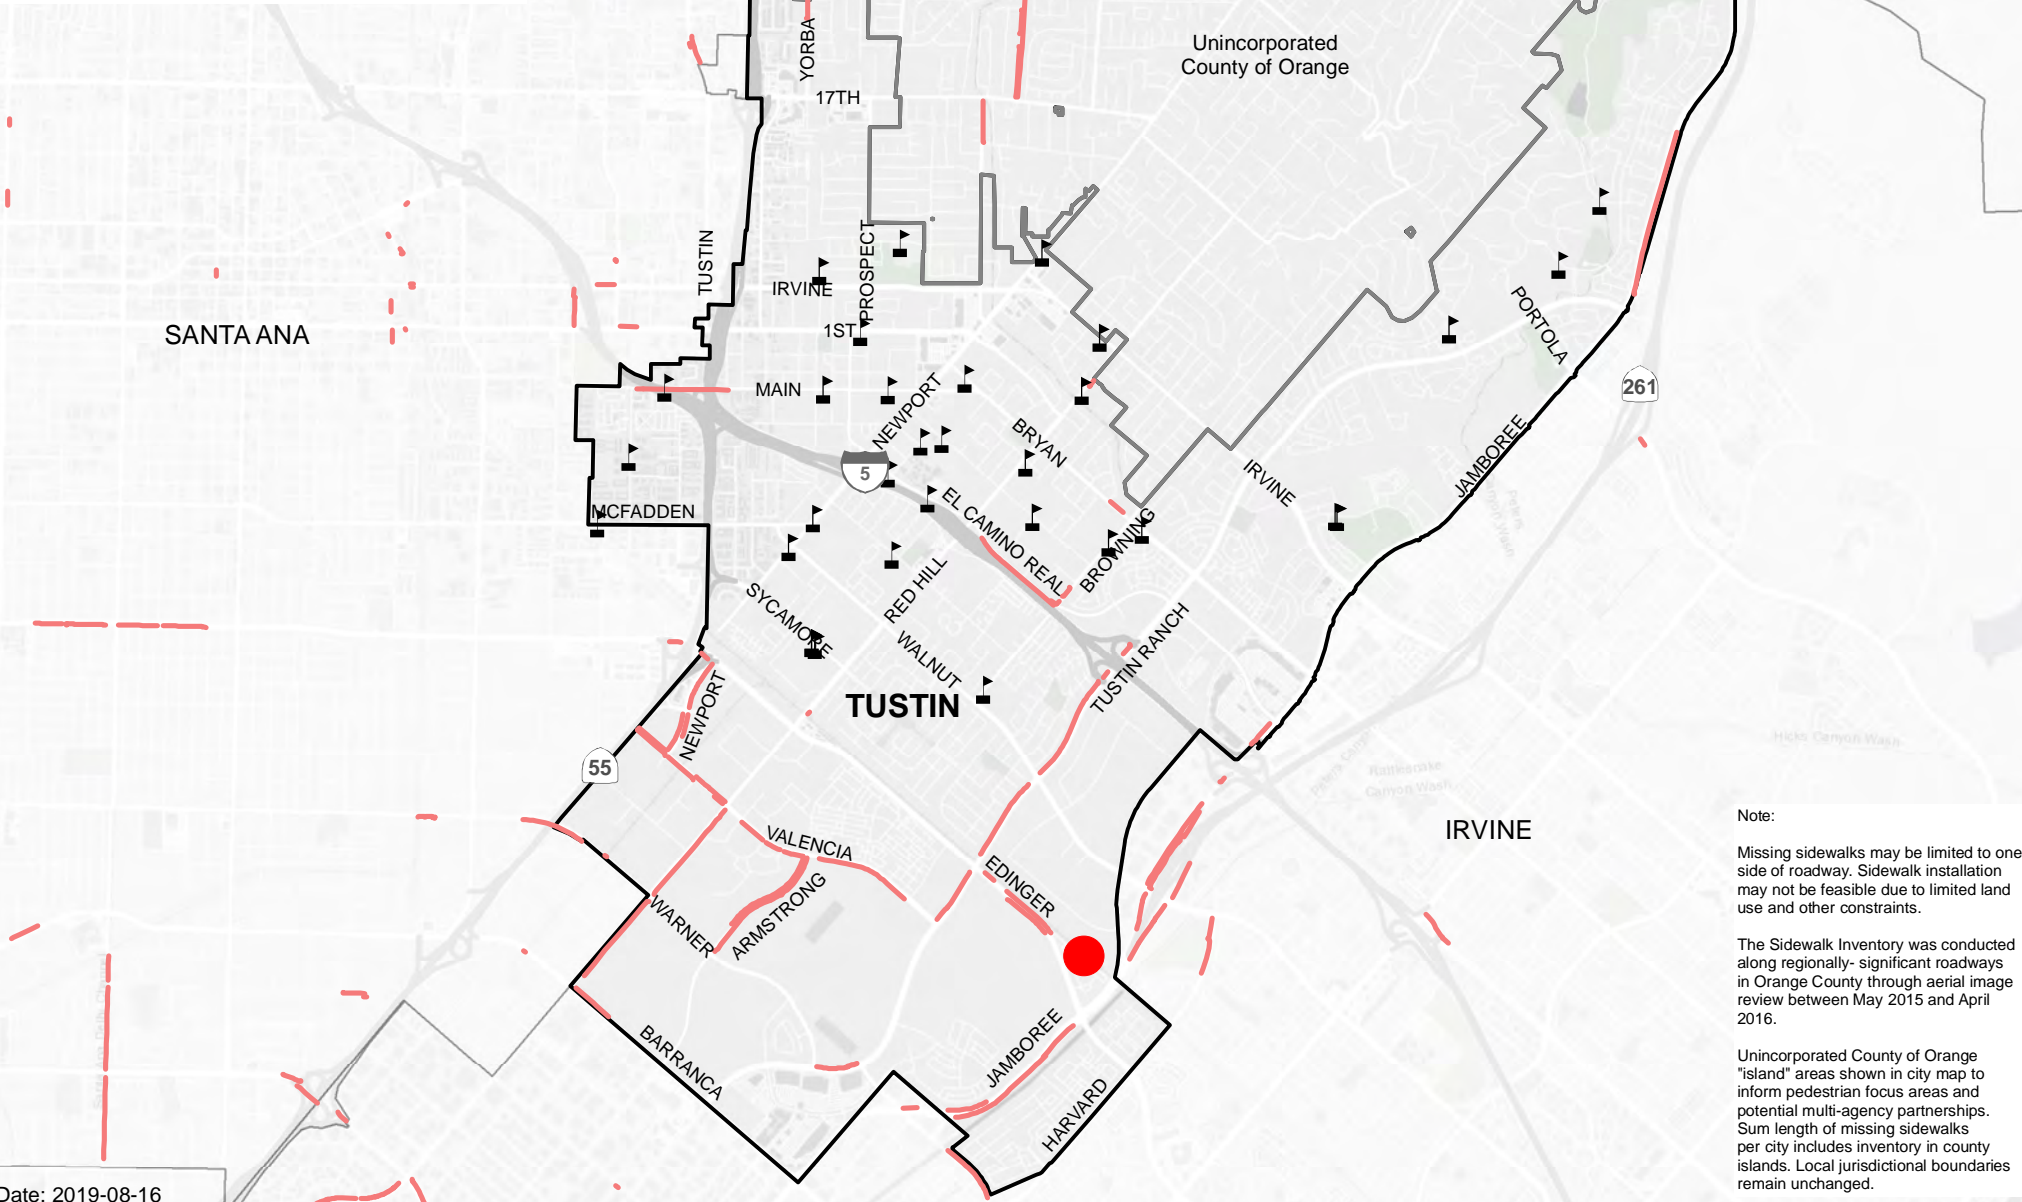 Unincorporated
County of Orange
YORBA
17TH
TUSTIN
PROSPECT
IRVINE
1ST
SANTA ANA
PORTOLA
261
MAIN
NEWPORT
BRYAN
JAMBOREE
5
IRVINE
EL CAMINO REAL
MCFADDEN
BROWNING
SYCAMORE
RED HILL
WALNUT
TUSTIN RANCH
TUSTIN
NEWPORT
55
Hicks Canyon Wash
Rattlesnake
Canyon Wash
IRVINE
VALENCIA
EDINGER
ARMSTRONG
WARNER
JAMBOREE
BARRANCA
HARVARD
Note:
Missing sidewalks may be limited to one
side of roadway. Sidewalk installation
may not be feasible due to limited land
use and other constraints.
The Sidewalk Inventory was conducted
along regionally- significant roadways
in Orange County through aerial image
review between May 2015 and April
2016.
Unincorporated County of Orange
"island" areas shown in city map to
inform pedestrian focus areas and
potential multi-agency partnerships.
Sum length of missing sidewalks
per city includes inventory in county
islands. Local jurisdictional boundaries
remain unchanged.
Date: 2019-08-16